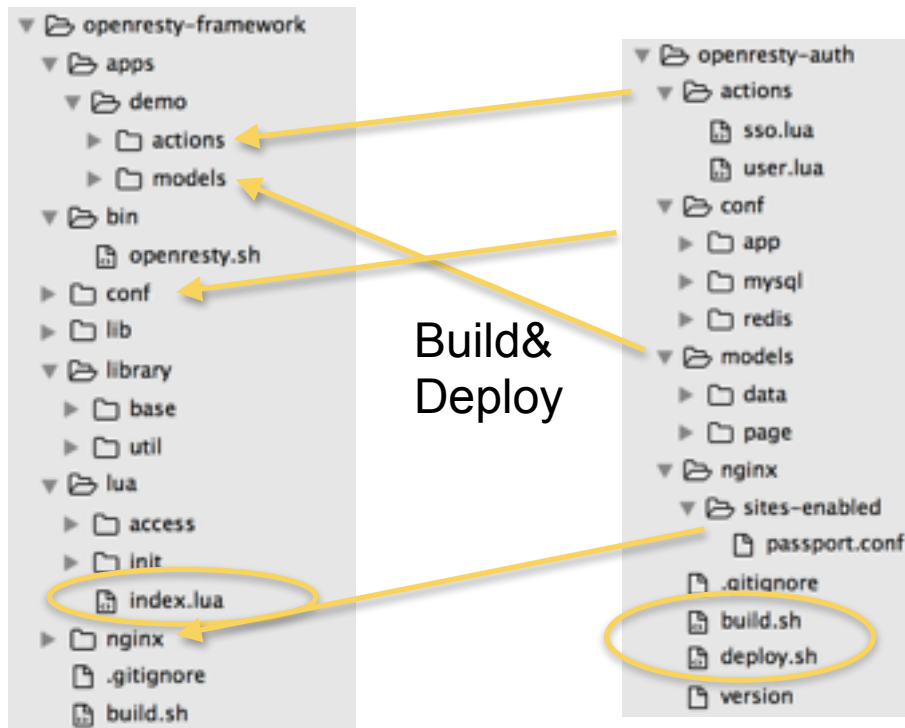 openresty-framework
apps
demo
actions
models
bin
openresty.sh
conf
lib
library
base
util
lua
access
init
index.lua
nginx
.gitignore
build.sh
Build&
Deploy
openresty-auth
actions
sso.lua
user.lua
conf
app
mysql
redis
models
data
page
nginx
sites-enabled
passport.conf
.gitignore
build.sh
deploy.sh
version